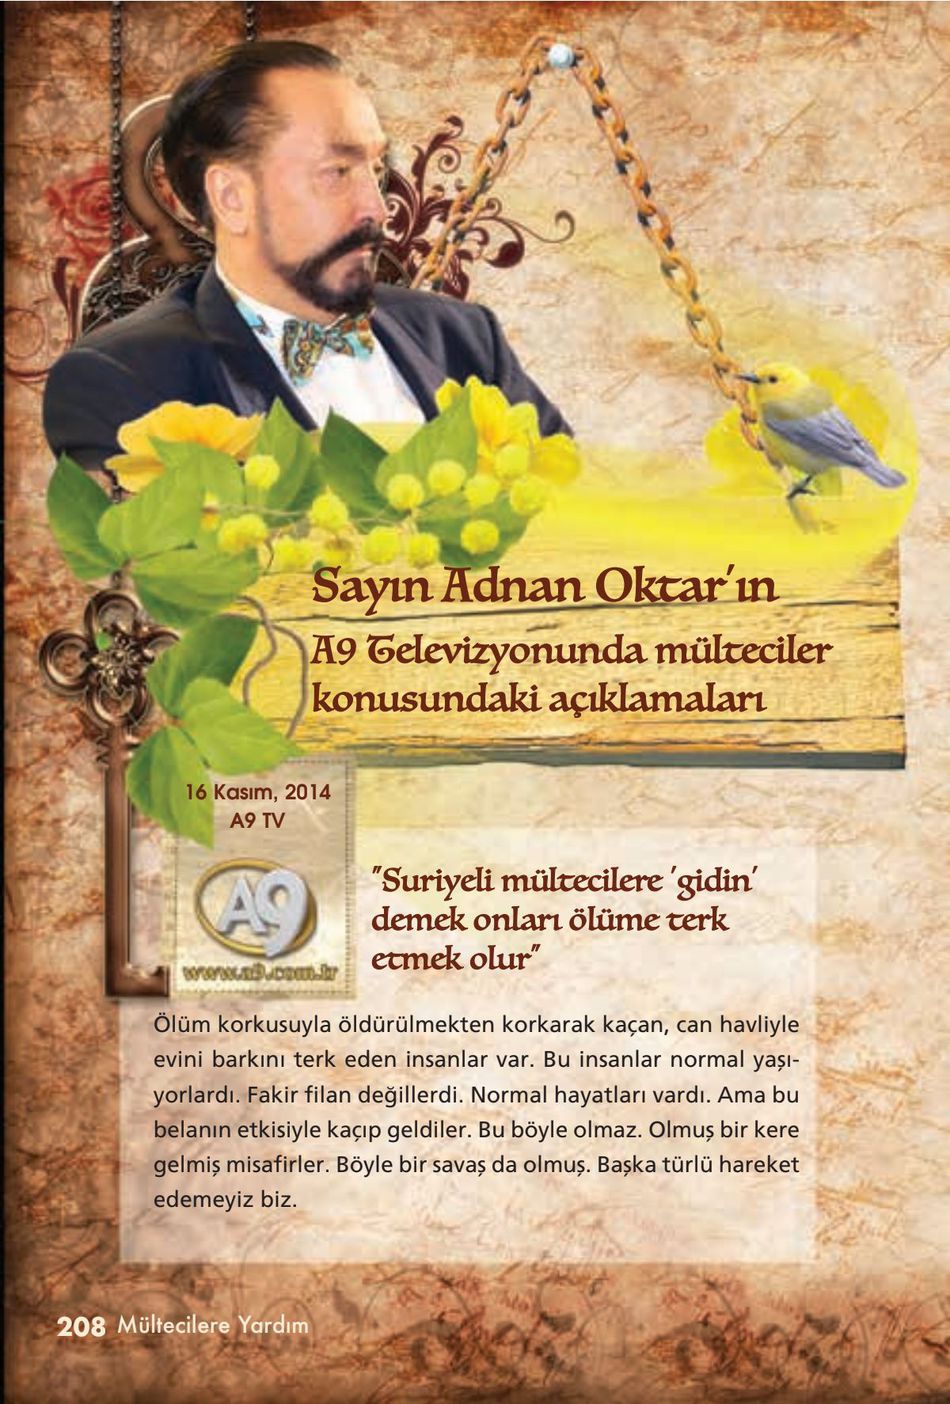 Sayın Adnan Oktar'ın
A9 Televizyonunda mülteciler
konusundaki açıklamaları
16 Kasım, 2014
A9 TV
A9
www.a9.com.tr
"Suriyeli mültecilere 'gidin'
demek onları ölüme terk
etmek olur"
Ölüm korkusuyla öldürülmekten korkarak kaçan, can havliyle
evini barkını terk eden insanlar var. Bu insanlar normal yaşı-
yorlardı. Fakir filan değillerdi. Normal hayatları vardı. Ama bu
belanın etkisiyle kaçıp geldiler. Bu böyle olmaz. Olmuş bir kere
gelmiş misafirler. Böyle bir savaş da olmuş. Başka türlü hareket
edemeyiz biz.
208 Mültecilere Yardım